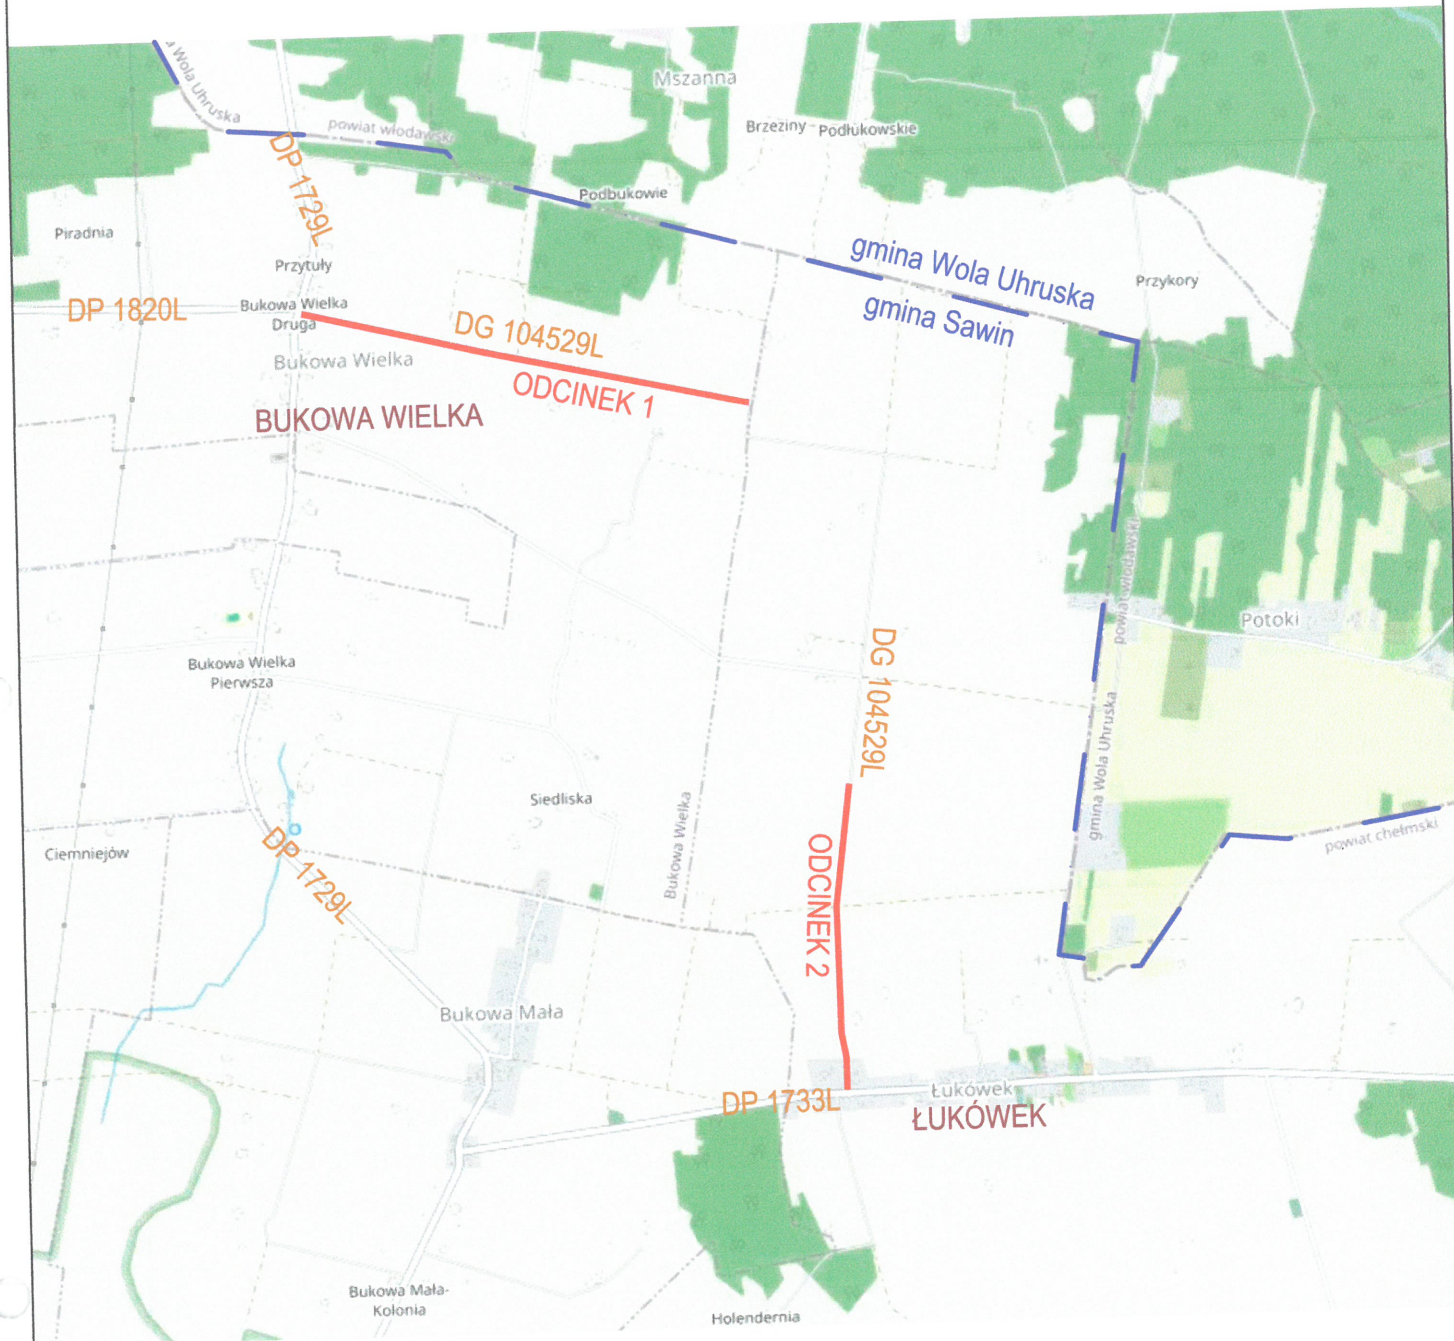 Wola Uhruska
Mszanna
powiat włodawski
Brzeziny
Podłukowskie
DP 1729L
Podbukowie
Piradnia
Przytuły
gmina Wola Uhruska
Przykory
DP 1820L
Bukowa Wielka
Druga
gmina Sawin
DG 104529L
Bukowa Wielka
ODCINEK 1
BUKOWA WIELKA
powiat włodawski
Potoki
Bukowa Wielka
Pierwsza
DG 104529L
gmina Wola Uhruska
Siedliska
Bukowa Wielka
Ciemniejów
DP 1729L
ODCINEK 2
powiat chełmski
Bukowa Mała
DP 1733L
Łukówek
ŁUKÓWEK
Bukowa Mała-
Kolonia
Holendernia